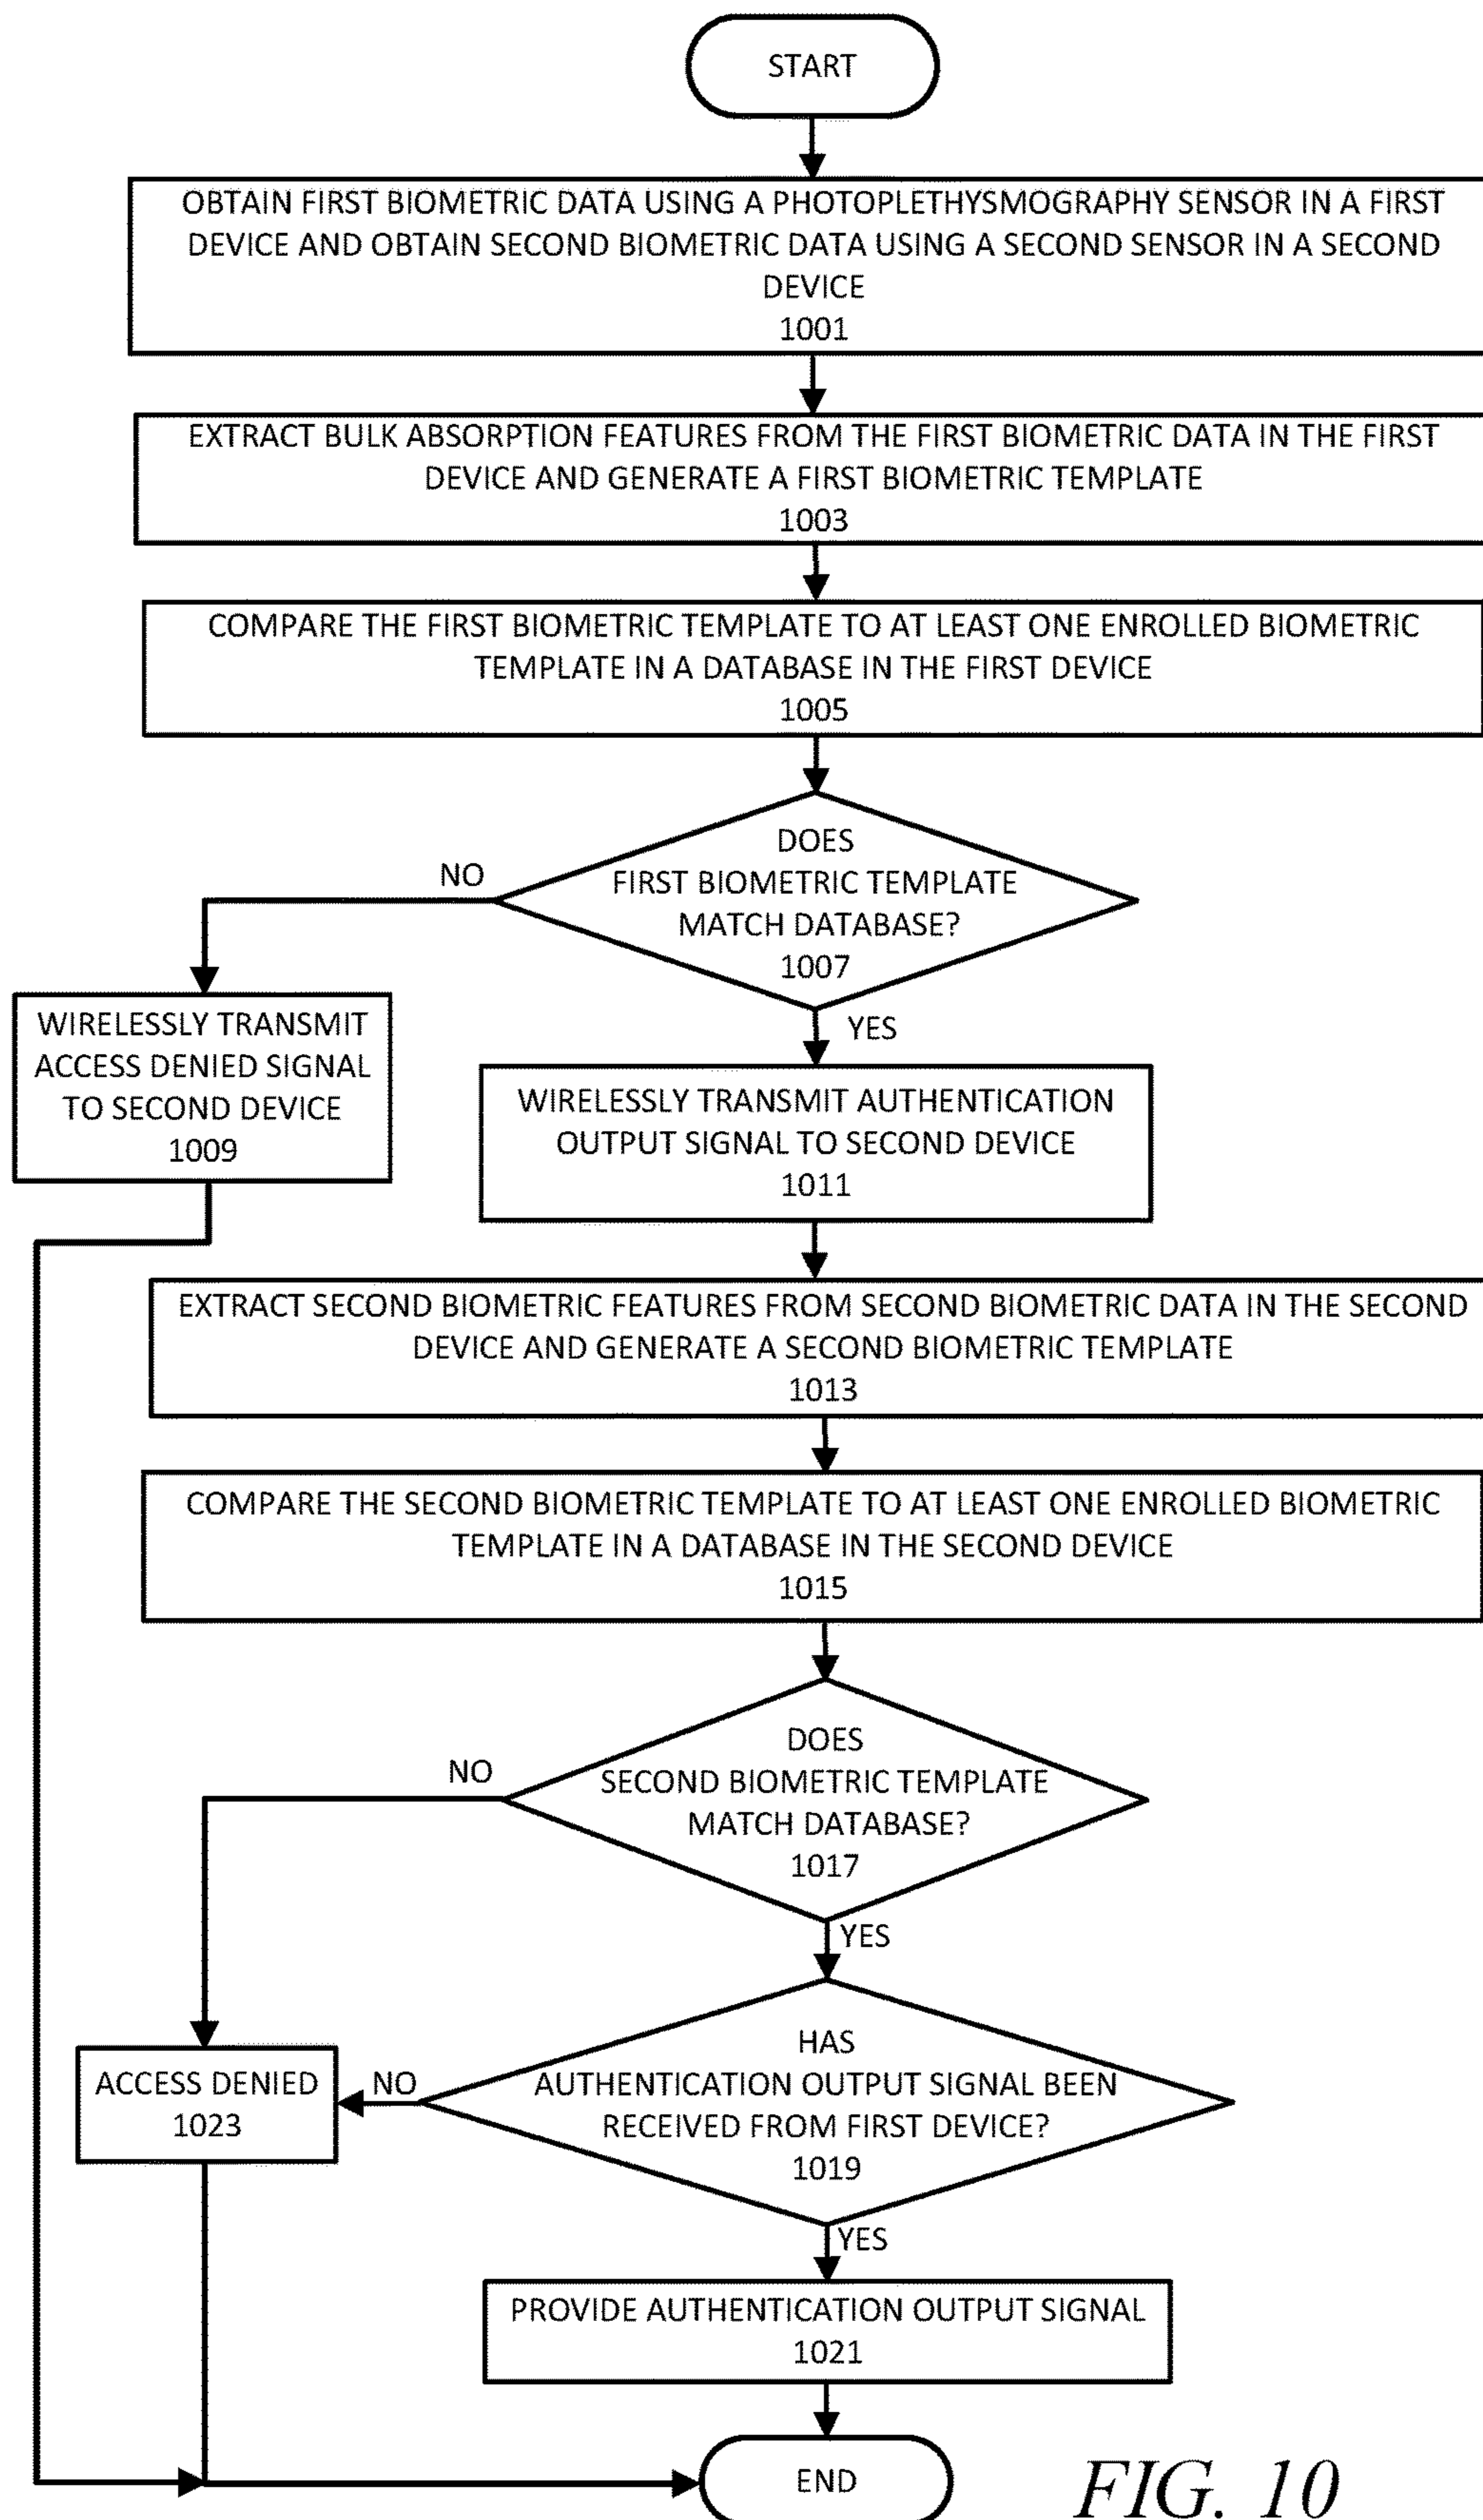 START
OBTAIN FIRST BIOMETRIC DATA USING A PHOTOPLETHYSMOGRAPHY SENSOR IN A FIRST
DEVICE AND OBTAIN SECOND BIOMETRIC DATA USING A SECOND SENSOR IN A SECOND
DEVICE
1001
EXTRACT BULK ABSORPTION FEATURES FROM THE FIRST BIOMETRIC DATA IN THE FIRST
DEVICE AND GENERATE A FIRST BIOMETRIC TEMPLATE
1003
COMPARE THE FIRST BIOMETRIC TEMPLATE TO AT LEAST ONE ENROLLED BIOMETRIC
TEMPLATE IN A DATABASE IN THE FIRST DEVICE
1005
DOES
FIRST BIOMETRIC TEMPLATE
MATCH DATABASE?
1007
NO
YES
WIRELESSLY TRANSMIT
ACCESS DENIED SIGNAL
TO SECOND DEVICE
1009
WIRELESSLY TRANSMIT AUTHENTICATION
OUTPUT SIGNAL TO SECOND DEVICE
1011
EXTRACT SECOND BIOMETRIC FEATURES FROM SECOND BIOMETRIC DATA IN THE SECOND
DEVICE AND GENERATE A SECOND BIOMETRIC TEMPLATE
1013
COMPARE THE SECOND BIOMETRIC TEMPLATE TO AT LEAST ONE ENROLLED BIOMETRIC
TEMPLATE IN A DATABASE IN THE SECOND DEVICE
1015
DOES
SECOND BIOMETRIC TEMPLATE
MATCH DATABASE?
1017
NO
YES
HAS
AUTHENTICATION OUTPUT SIGNAL BEEN
RECEIVED FROM FIRST DEVICE?
1019
NO
ACCESS DENIED
1023
YES
PROVIDE AUTHENTICATION OUTPUT SIGNAL
1021
END
FIG. 10